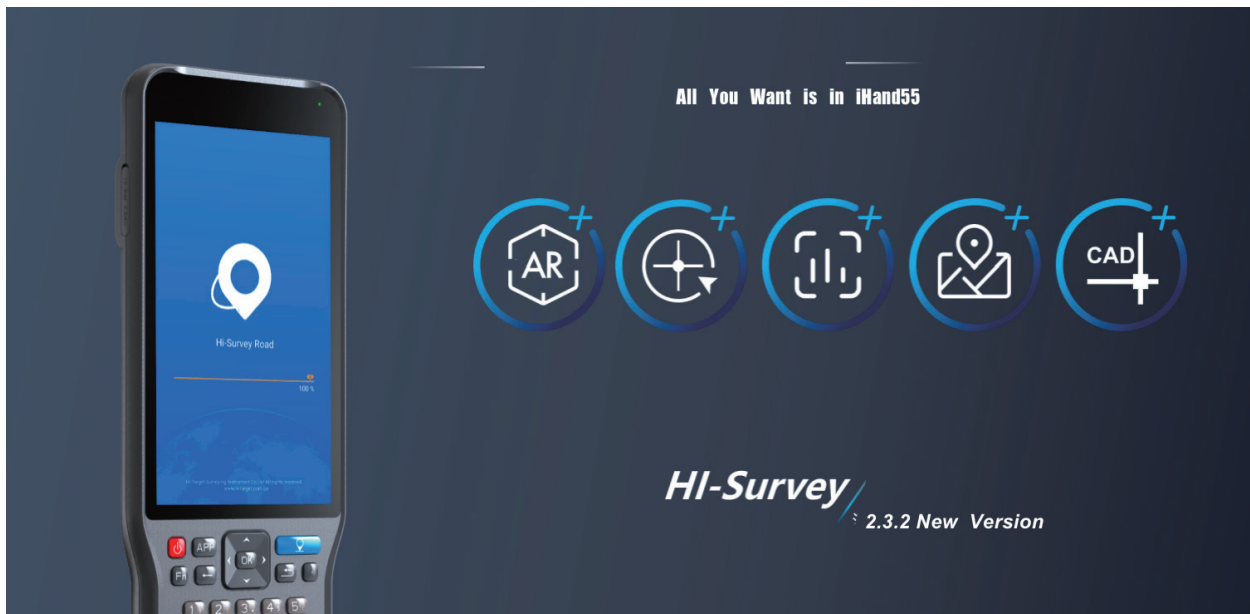 All You Want is in iHand55
AR
CAD
Hi-Survey Road
100 %
HI-Survey
2.3.2 New Version
APP
OK
Fn
1 2 3 4 5